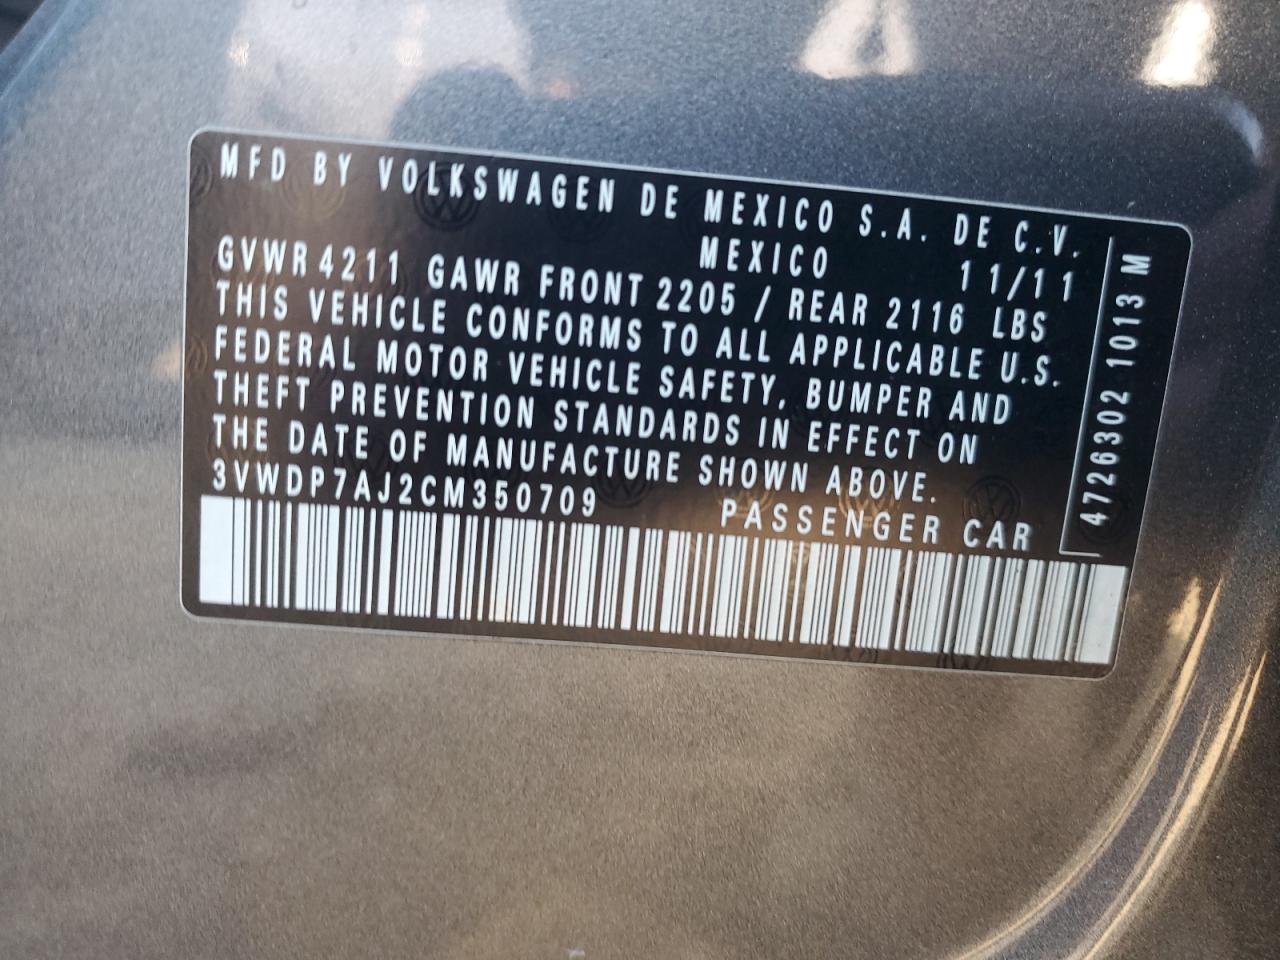 MFD BY VOLKSWAGEN DE MEXICO S.A. DE C.V.
MEXICO 11/11
GVWR 4211 GAWR FRONT 2205 / REAR 2116 LBS
THIS VEHICLE CONFORMS TO ALL APPLICABLE U.S.
FEDERAL MOTOR VEHICLE SAFETY, BUMPER AND
THEFT PREVENTION STANDARDS IN EFFECT ON
THE DATE OF MANUFACTURE SHOWN ABOVE.
3VWDP7AJ2CM350709 PASSENGER CAR
4726302 1013 M